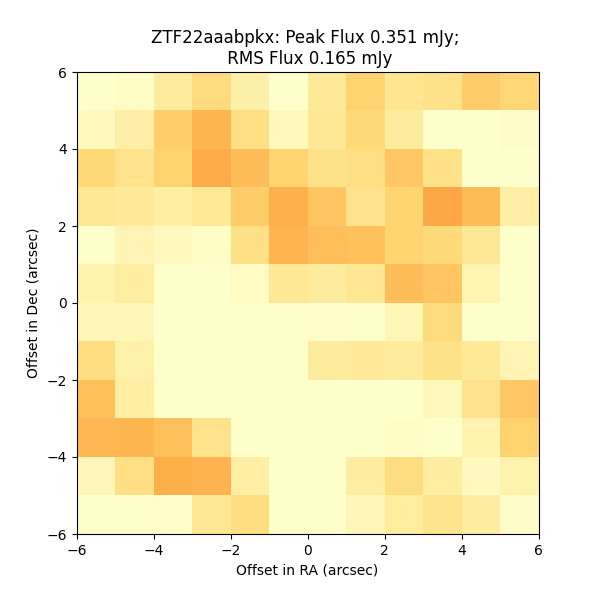 ZTF22aaabpkx: Peak Flux 0.351 mJy;
RMS Flux 0.165 mJy
6
4
2
0
−2
−4
−6
Offset in Dec (arcsec)
−6 −4 −2 0 2 4 6
Offset in RA (arcsec)